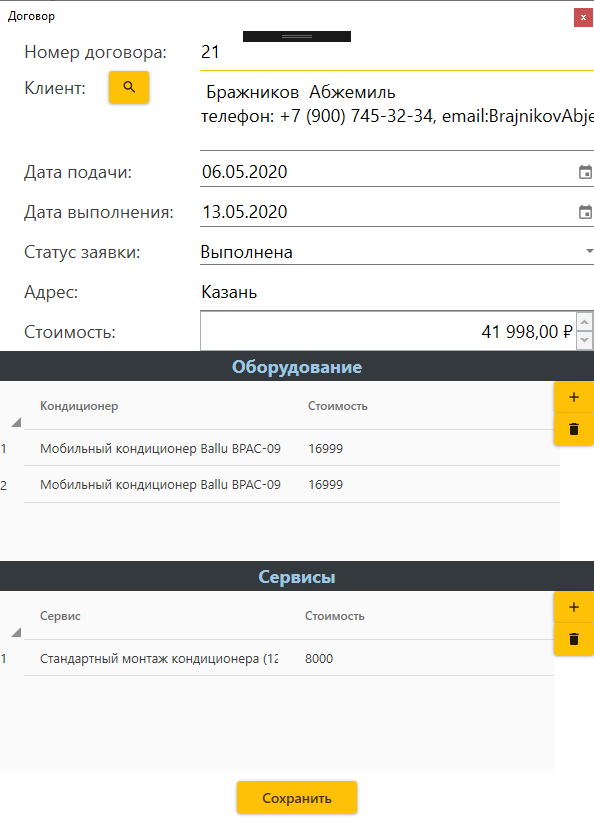 Договор
x
Номер договора: 21
Клиент: Бражников Абжемиль
телефон: +7 (900) 745-32-34, email:BrajnikovAbje
Дата подачи: 06.05.2020
Дата выполнения: 13.05.2020
Статус заявки: Выполнена
Адрес: Казань
Стоимость: 41 998,00 ₽
Оборудование
+
Кондиционер Стоимость
1 Мобильный кондиционер Ballu BPAC-09 16999
2 Мобильный кондиционер Ballu BPAC-09 16999
Сервисы
+
Сервис Стоимость
1 Стандартный монтаж кондиционера (12 8000
Сохранить